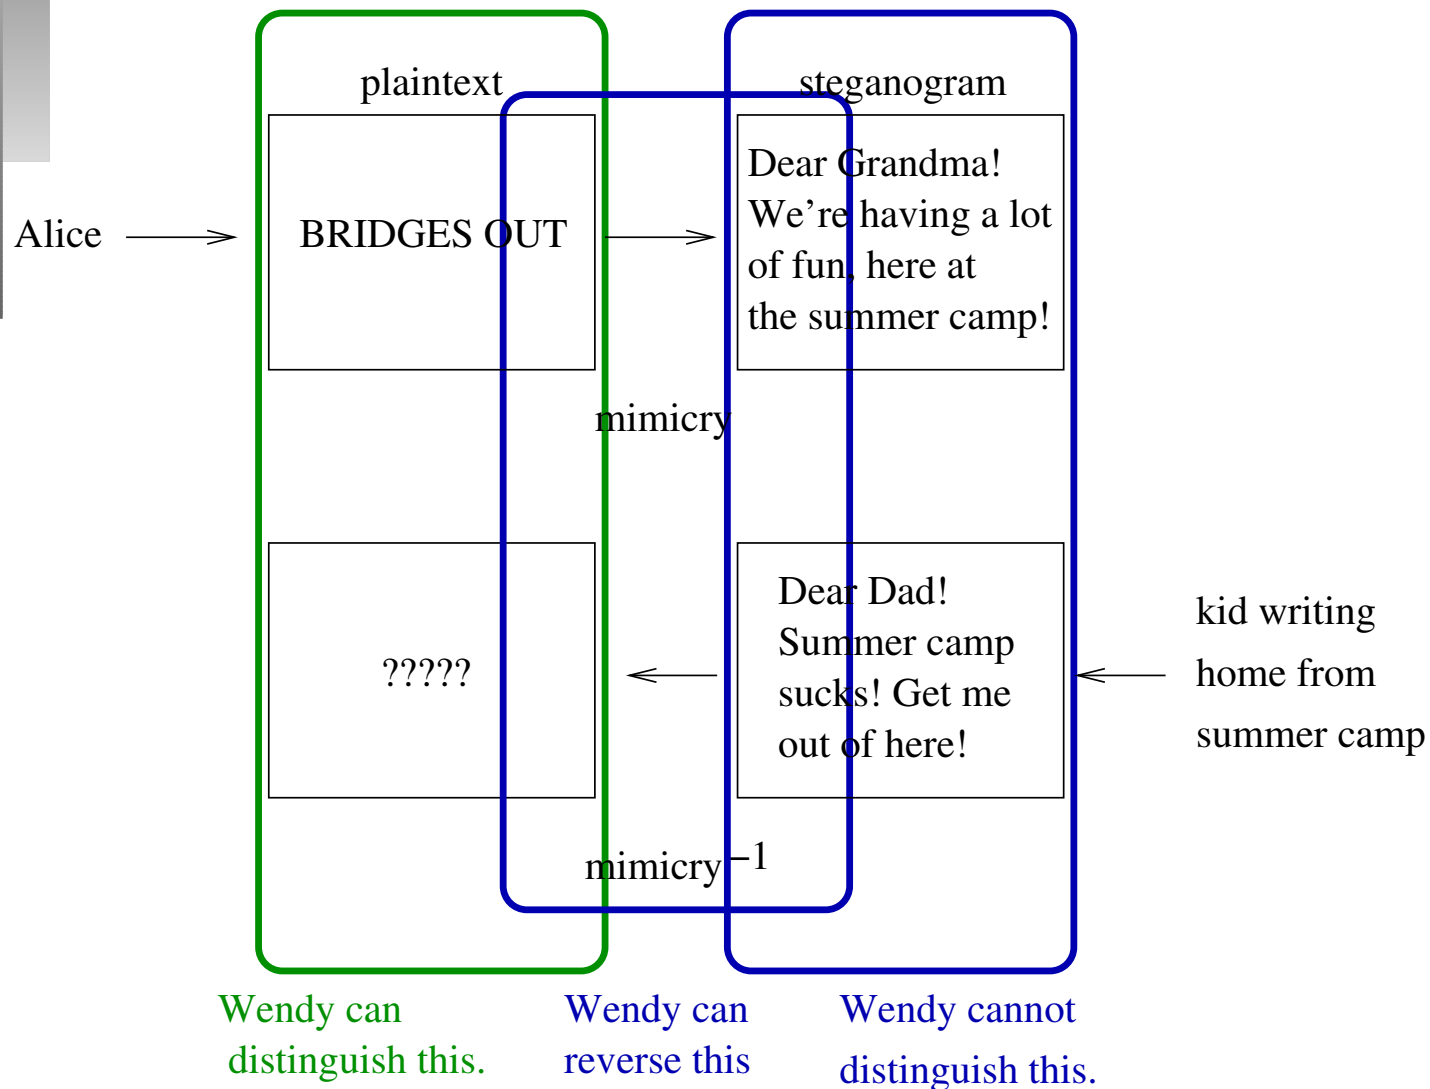 plaintext
steganogram
Alice
BRIDGES OUT
Dear Grandma!
We're having a lot
of fun, here at
the summer camp!
mimicry
?????
Dear Dad!
Summer camp
sucks! Get me
out of here!
kid writing
home from
summer camp
mimicry −1
Wendy can
distinguish this.
Wendy can
reverse this
Wendy cannot
distinguish this.